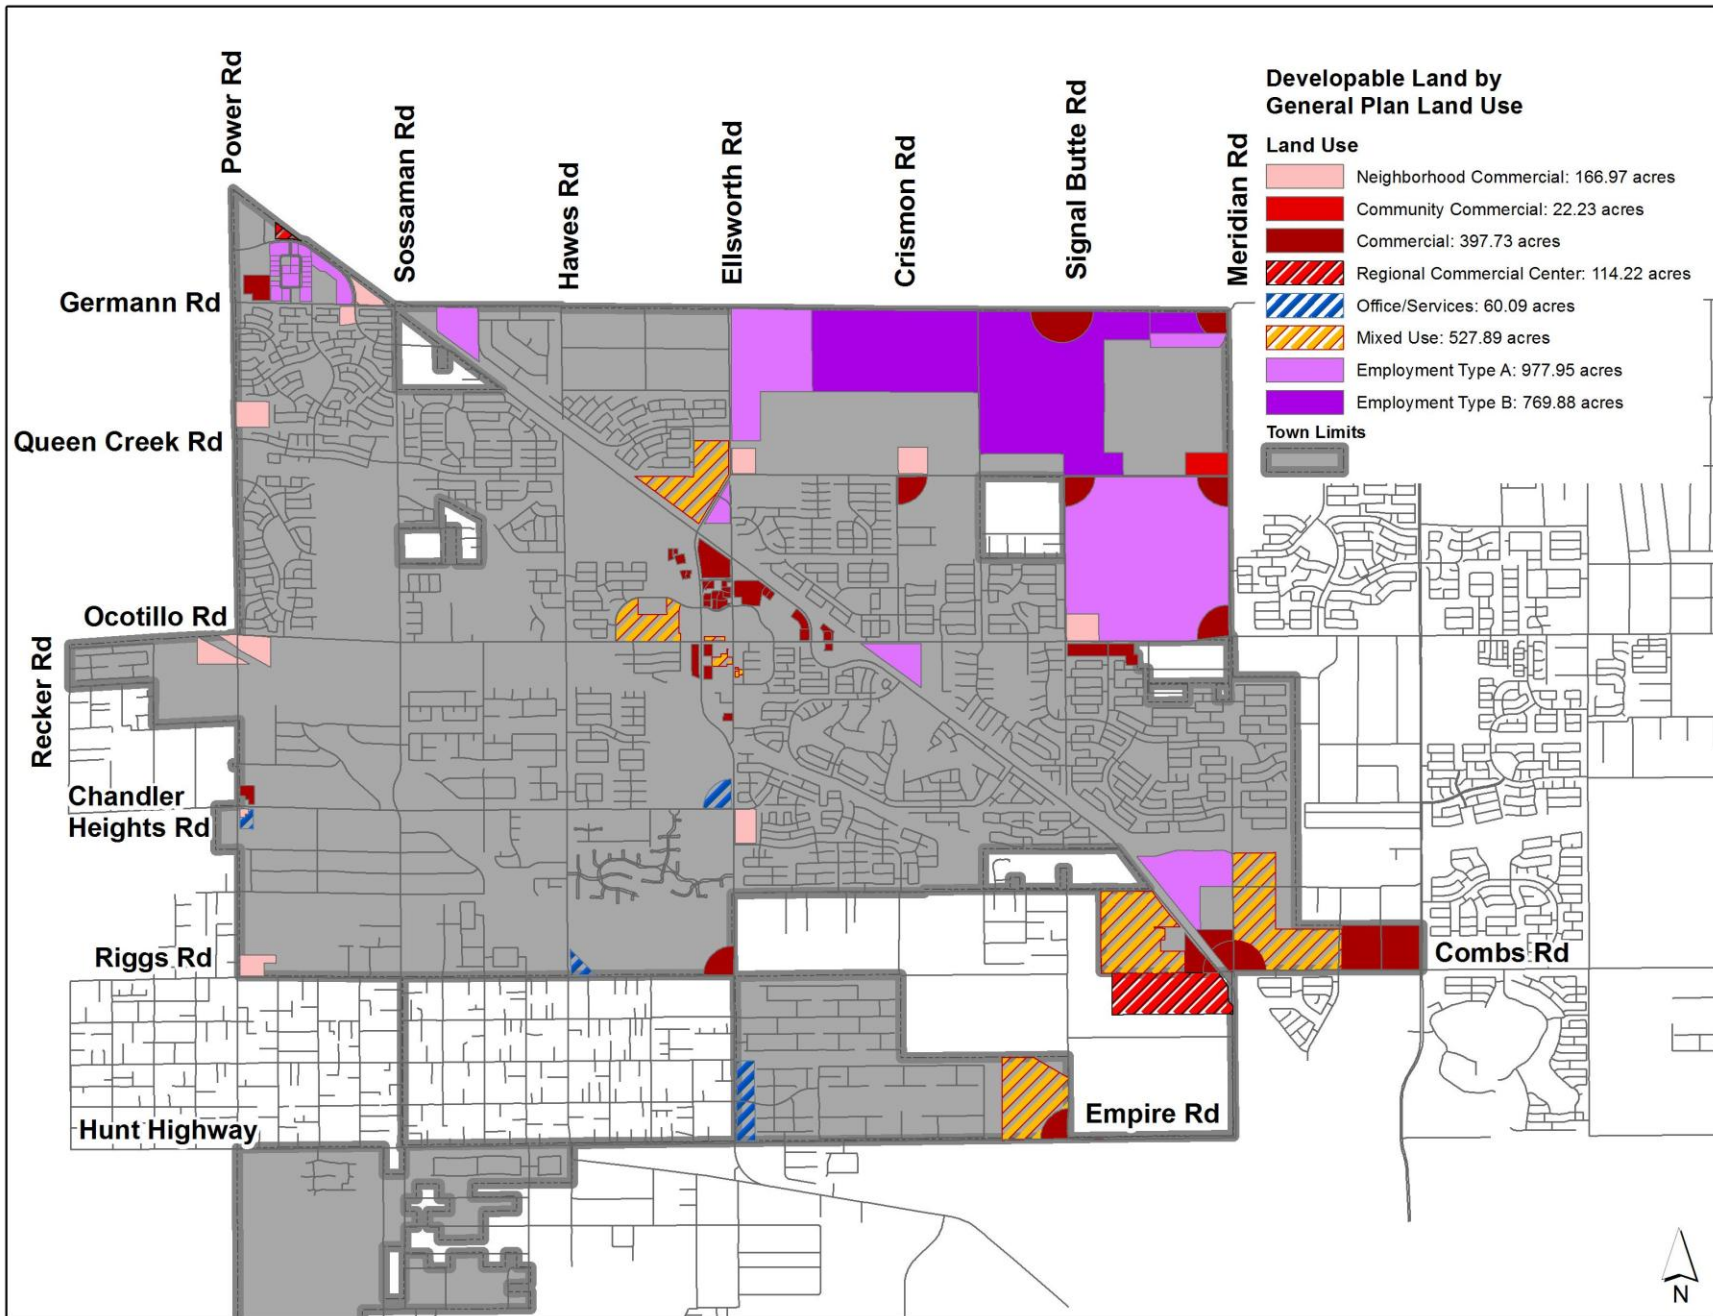 Power Rd
Sossaman Rd
Hawes Rd
Ellsworth Rd
Crismon Rd
Signal Butte Rd
Meridian Rd
Developable Land by
General Plan Land Use
Land Use
Neighborhood Commercial: 166.97 acres
Community Commercial: 22.23 acres
Commercial: 397.73 acres
Regional Commercial Center: 114.22 acres
Office/Services: 60.09 acres
Mixed Use: 527.89 acres
Employment Type A: 977.95 acres
Employment Type B: 769.88 acres
Town Limits
Germann Rd
Queen Creek Rd
Ocotillo Rd
Recker Rd
Chandler
Heights Rd
Riggs Rd
Combs Rd
Hunt Highway
Empire Rd
N